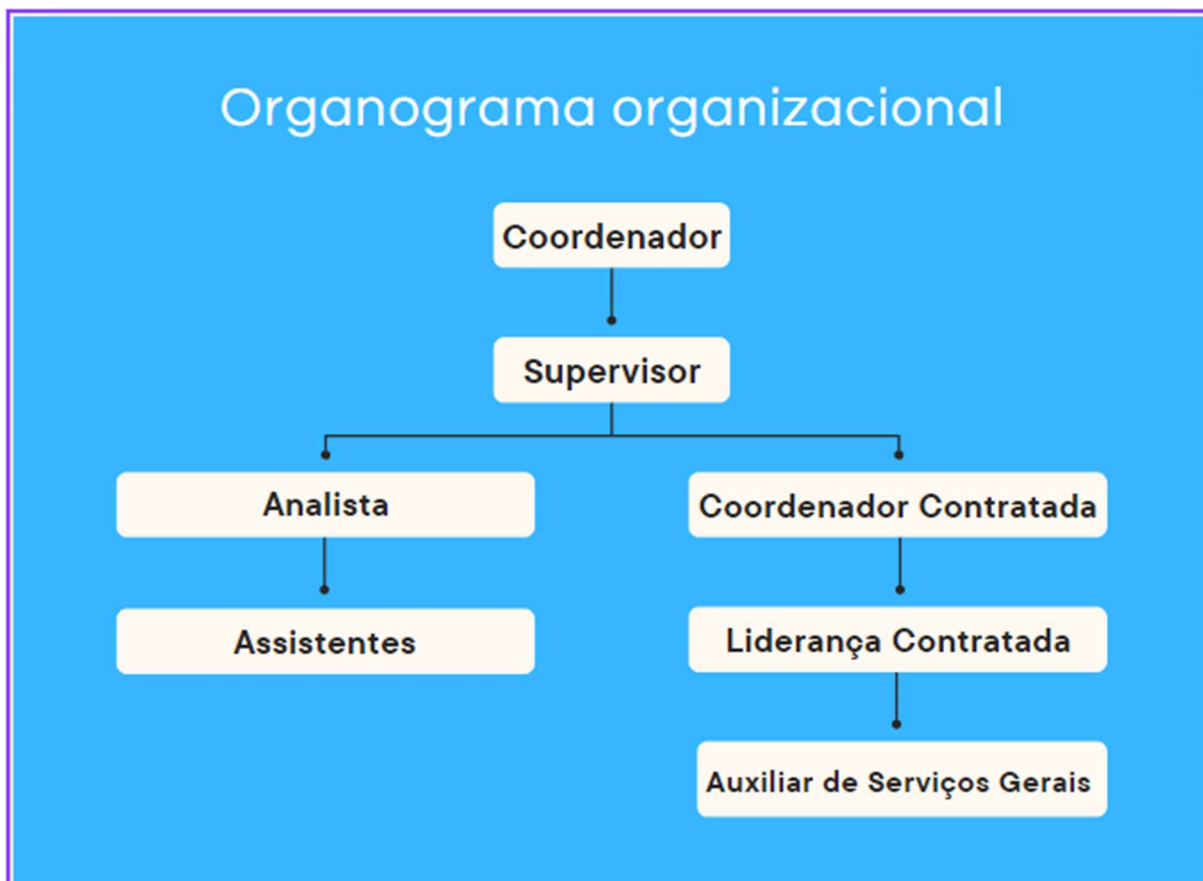 Organograma organizacional
Coordenador
Supervisor
Analista
Coordenador Contratada
Assistentes
Liderança Contratada
Auxiliar de Serviços Gerais